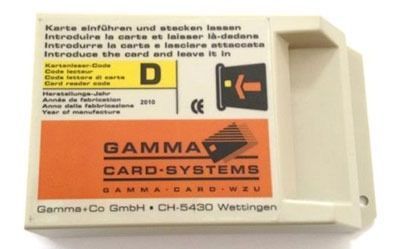 Karte einführen und stecken lassen
Introduire la carte et laisser là-dedans
Introdurre la carta e lasciare attaccata
Introduce the card and leave it in
Kartenleser-Code
Code lecteur
Code lettore di carta
Card reader code
D
Herstellungs-Jahr
Année de fabrication
Anno della fabbricazione
Year of manufacture
2010
CE
GAMMA
CARD-SYSTEMS
GAMMA-CARD-WZU
Gamma+Co GmbH • CH-5430 Wettingen